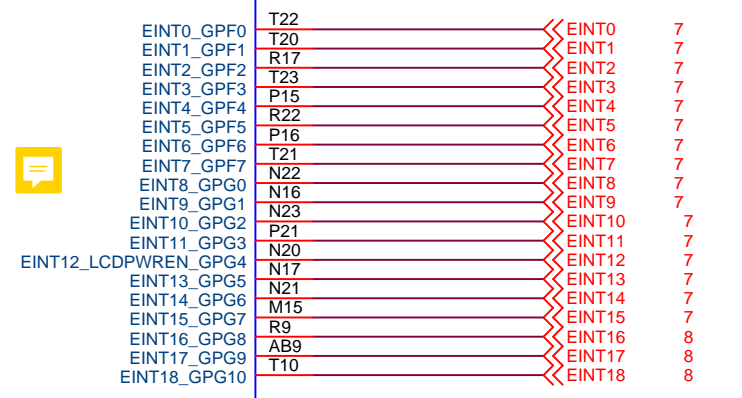 EINT0_GPF0 T22 EINT0 7
EINT1_GPF1 T20 EINT1 7
EINT2_GPF2 R17 EINT2 7
EINT3_GPF3 T23 EINT3 7
EINT4_GPF4 P15 EINT4 7
EINT5_GPF5 R22 EINT5 7
EINT6_GPF6 P16 EINT6 7
EINT7_GPF7 T21 EINT7 7
EINT8_GPG0 N22 EINT8 7
EINT9_GPG1 N16 EINT9 7
EINT10_GPG2 N23 EINT10 7
EINT11_GPG3 P21 EINT11 7
EINT12_LCDPWREN_GPG4 N20 EINT12 7
EINT13_GPG5 N17 EINT13 7
EINT14_GPG6 N21 EINT14 7
EINT15_GPG7 M15 EINT15 7
EINT16_GPG8 R9 EINT16 8
EINT17_GPG9 AB9 EINT17 8
EINT18_GPG10 T10 EINT18 8